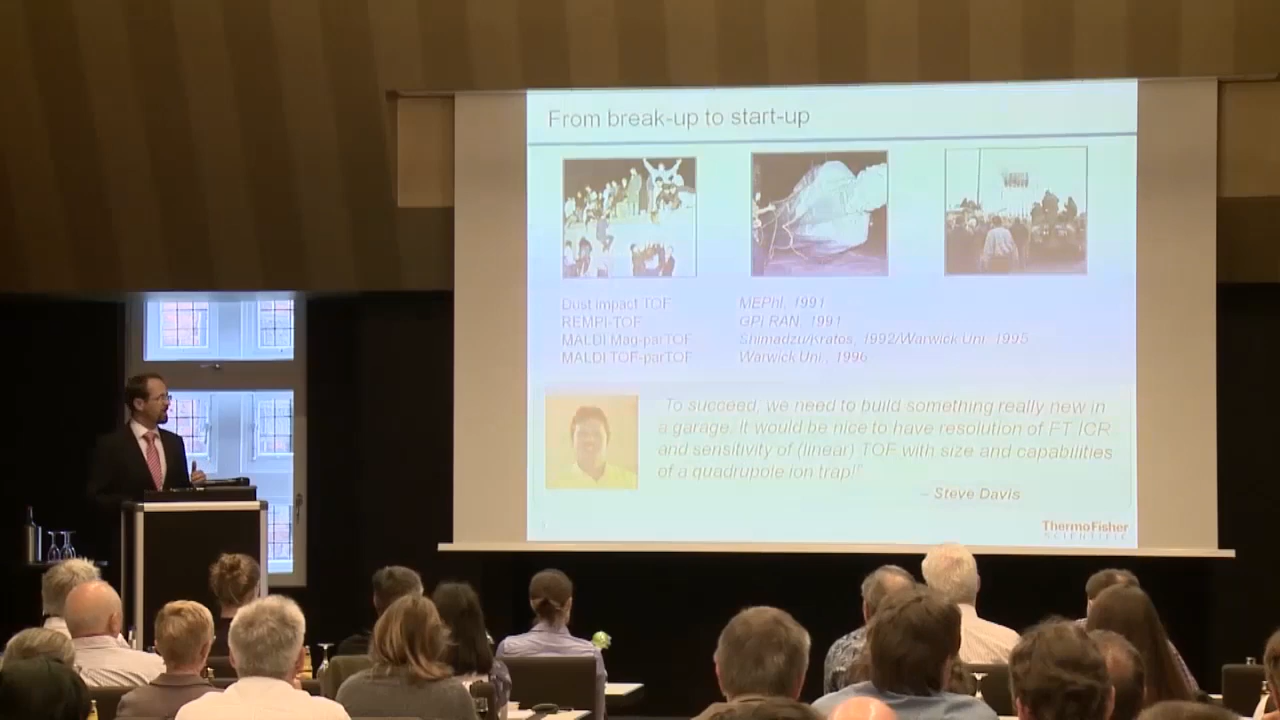 From break-up to start-up
Dust impact TOF MEPhI, 1991
REMPI-TOF GPI RAN, 1991
MALDI Mag-parTOF Shimadzu/Kratos, 1992/Warwick Uni. 1995
MALDI TOF-parTOF Warwick Uni., 1996
"To succeed, we need to build something really new in
a garage. It would be nice to have resolution of FT ICR
and sensitivity of (linear) TOF with size and capabilities
of a quadrupole ion trap!"
– Steve Davis
ThermoFisher
SCIENTIFIC